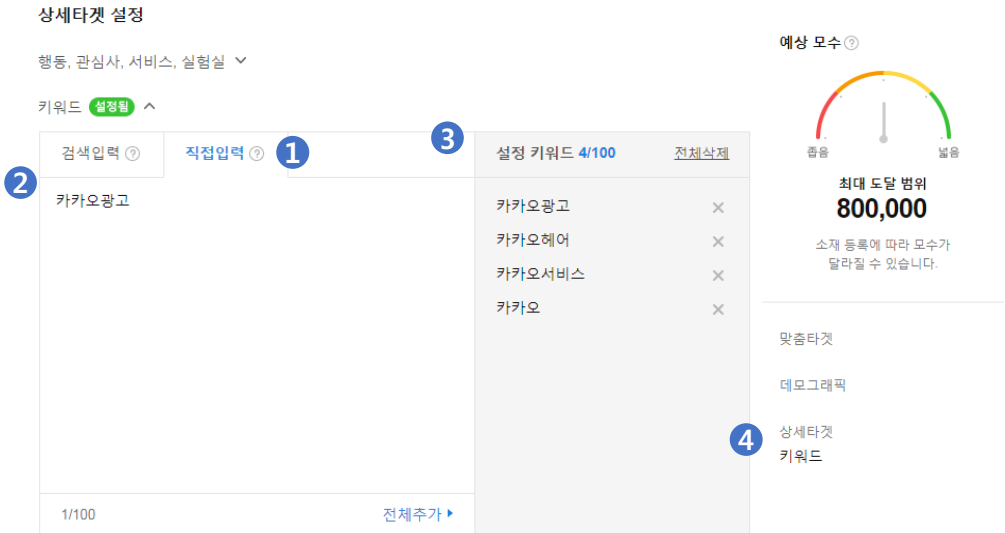 상세타겟 설정
행동, 관심사, 서비스, 실험실
키워드 설정됨
검색입력 ? 직접입력 ? 1
2
카카오광고
1/100 전체추가
3
설정 키워드 4/100 전체삭제
카카오광고
카카오헤어
카카오서비스
카카오
예상 모수 ?
좁음 넓음
최대 도달 범위
800,000
소재 등록에 따라 모수가
달라질 수 있습니다.
맞춤타겟
데모그래픽
4
상세타겟
키워드